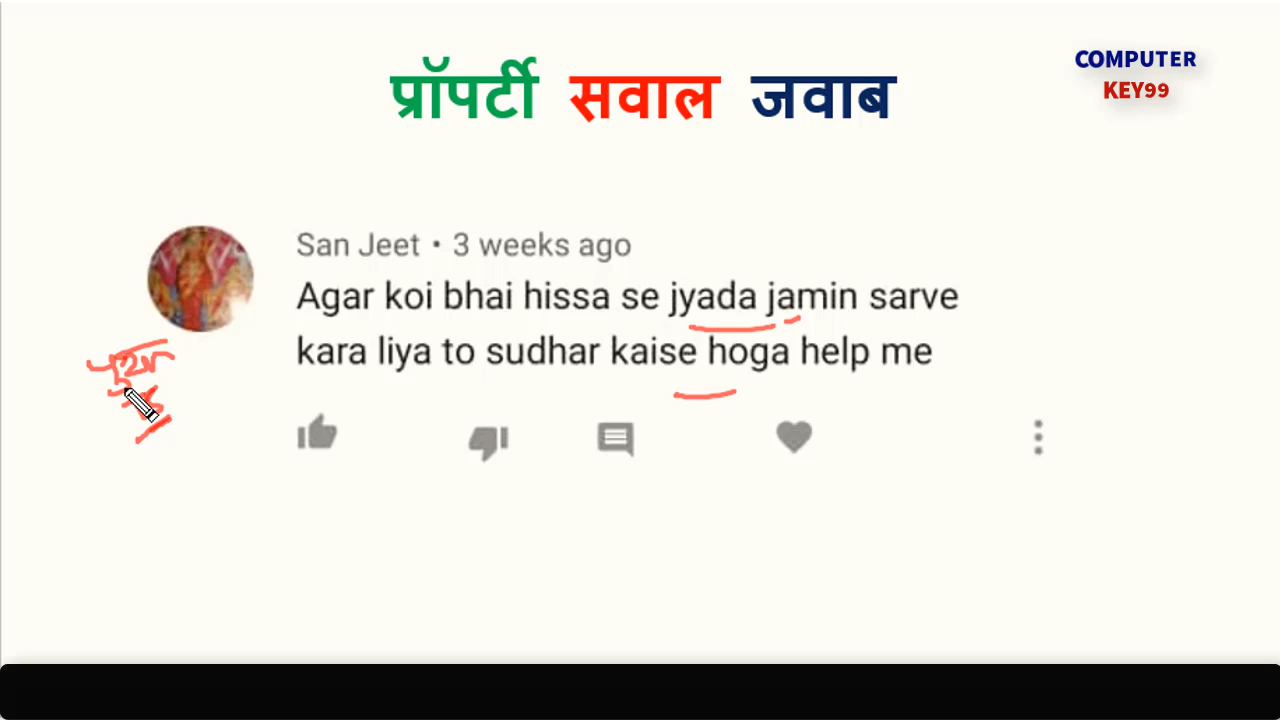 प्रॉपर्टी सवाल जवाब
COMPUTER
KEY99
San Jeet • 3 weeks ago
Agar koi bhai hissa se jyada jamin sarve
kara liya to sudhar kaise hoga help me